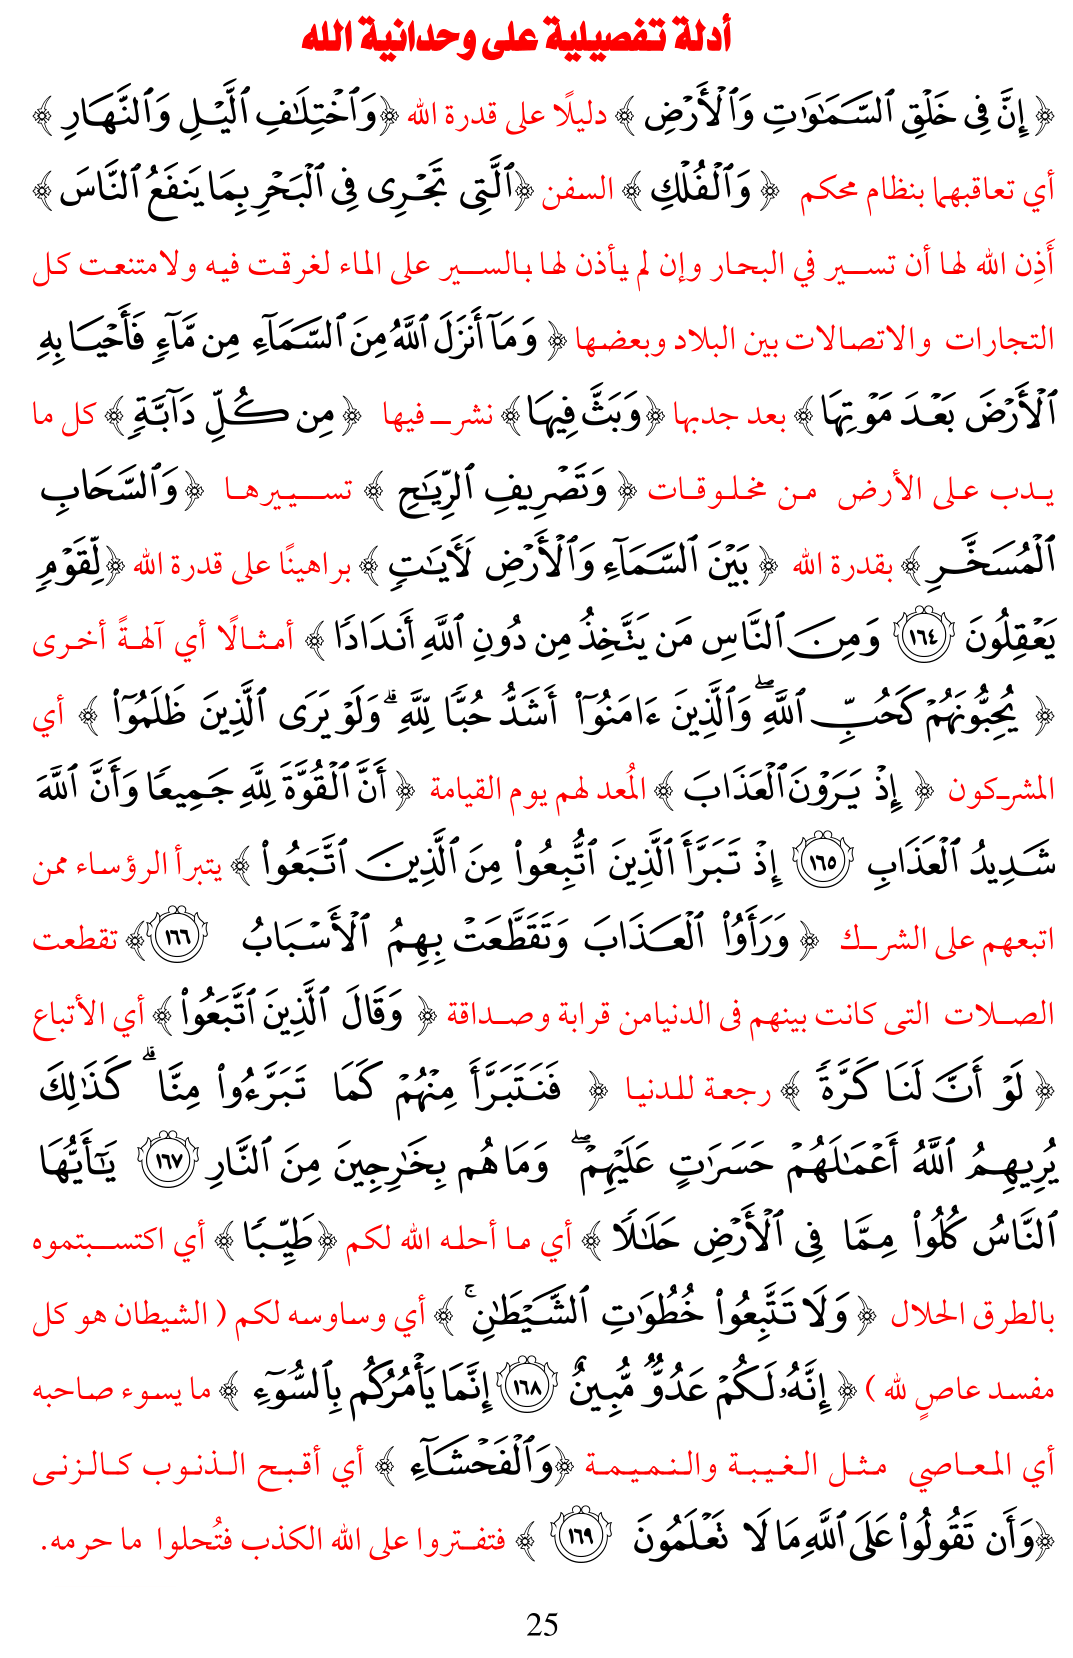 أدلة تفصيلية على وحدانية الله
﴿ إِنَّ فِى خَلْقِ ٱلسَّمَـٰوَٰتِ وَٱلْأَرْضِ ﴾ دليلًا على قدرة الله ﴿وَٱخْتِلَـٰفِ ٱلَّيْلِ وَٱلنَّهَارِ ﴾
أي تعاقبهما بنظام محكم ﴿ وَٱلْفُلْكِ ﴾ السفن ﴿ٱلَّتِى تَجْرِى فِى ٱلْبَحْرِ بِمَا يَنفَعُ ٱلنَّاسَ ﴾
أَذِن الله لها أن تسير في البحار وإن لم يأذن لها بالسير على الماء لغرقت فيه ولامتنعت كل
التجارات والاتصالات بين البلاد وبعضها ﴿ وَمَآ أَنزَلَ ٱللَّهُ مِنَ ٱلسَّمَآءِ مِن مَّآءٍ فَأَحْيَا بِهِ
ٱلْأَرْضَ بَعْدَ مَوْتِهَا ﴾ بعد جدبها ﴿وَبَثَّ فِيهَا﴾ نشر فيها ﴿مِن كُلِّ دَآبَّةٍ﴾ كل ما
يدب على الأرض من مخلوقات ﴿ وَتَصْرِيفِ ٱلرِّيَـٰحِ ﴾ تسييرها ﴿وَٱلسَّحَابِ
ٱلْمُسَخَّرِ ﴾ بقدرة الله ﴿ بَيْنَ ٱلسَّمَآءِ وَٱلْأَرْضِ لَـَٔايَـٰتٍ ﴾ براهينًا على قدرة الله ﴿لِّقَوْمٍ
يَعْقِلُونَ ١٦٤ وَمِنَ ٱلنَّاسِ مَن يَتَّخِذُ مِن دُونِ ٱللَّهِ أَندَادًا ﴾ أمثالًا أي آلهةً أخرى
﴿ يُحِبُّونَهُمْ كَحُبِّ ٱللَّهِ ۖ وَٱلَّذِينَ ءَامَنُوٓا۟ أَشَدُّ حُبًّا لِّلَّهِ ۗ وَلَوْ يَرَى ٱلَّذِينَ ظَلَمُوٓا۟ ﴾ أي
المشركون ﴿ إِذْ يَرَوْنَ ٱلْعَذَابَ ﴾ المُعد لهم يوم القيامة ﴿ أَنَّ ٱلْقُوَّةَ لِلَّهِ جَمِيعًا وَأَنَّ ٱللَّهَ
شَدِيدُ ٱلْعَذَابِ ١٦٥ إِذْ تَبَرَّأَ ٱلَّذِينَ ٱتُّبِعُوا۟ مِنَ ٱلَّذِينَ ٱتَّبَعُوا۟ ﴾ يتبرأ الرؤساء ممن
اتبعهم على الشرك ﴿ وَرَأَوُا۟ ٱلْعَذَابَ وَتَقَطَّعَتْ بِهِمُ ٱلْأَسْبَابُ ١٦٦﴾ تقطعت
الصلات التى كانت بينهم فى الدنيامن قرابة وصداقة ﴿ وَقَالَ ٱلَّذِينَ ٱتَّبَعُوا۟ ﴾ أي الأتباع
﴿ لَوْ أَنَّ لَنَا كَرَّةً ﴾ رجعة للدنيا ﴿ فَنَتَبَرَّأَ مِنْهُمْ كَمَا تَبَرَّءُوا۟ مِنَّا ۗ كَذَٰلِكَ
يُرِيهِمُ ٱللَّهُ أَعْمَـٰلَهُمْ حَسَرَٰتٍ عَلَيْهِمْ ۖ وَمَا هُم بِخَـٰرِجِينَ مِنَ ٱلنَّارِ ١٦٧ يَـٰٓأَيُّهَا
ٱلنَّاسُ كُلُوا۟ مِمَّا فِى ٱلْأَرْضِ حَلَـٰلًا ﴾ أي ما أحله الله لكم ﴿طَيِّبًا ﴾ أي اكتسبتموه
بالطرق الحلال ﴿ وَلَا تَتَّبِعُوا۟ خُطُوَٰتِ ٱلشَّيْطَـٰنِ ۚ ﴾ أي وساوسه لكم ( الشيطان هو كل
مفسد عاصٍ لله ) ﴿ إِنَّهُۥ لَكُمْ عَدُوٌّ مُّبِينٌ ١٦٨ إِنَّمَا يَأْمُرُكُم بِٱلسُّوٓءِ ﴾ ما يسوء صاحبه
أي المعاصي مثل الغيبة والنميمة ﴿وَٱلْفَحْشَآءِ ﴾ أي أقبح الذنوب كالزنى
﴿وَأَن تَقُولُوا۟ عَلَى ٱللَّهِ مَا لَا تَعْلَمُونَ ١٦٩ ﴾ فتفتروا على الله الكذب فتُحلوا ما حرمه.
25